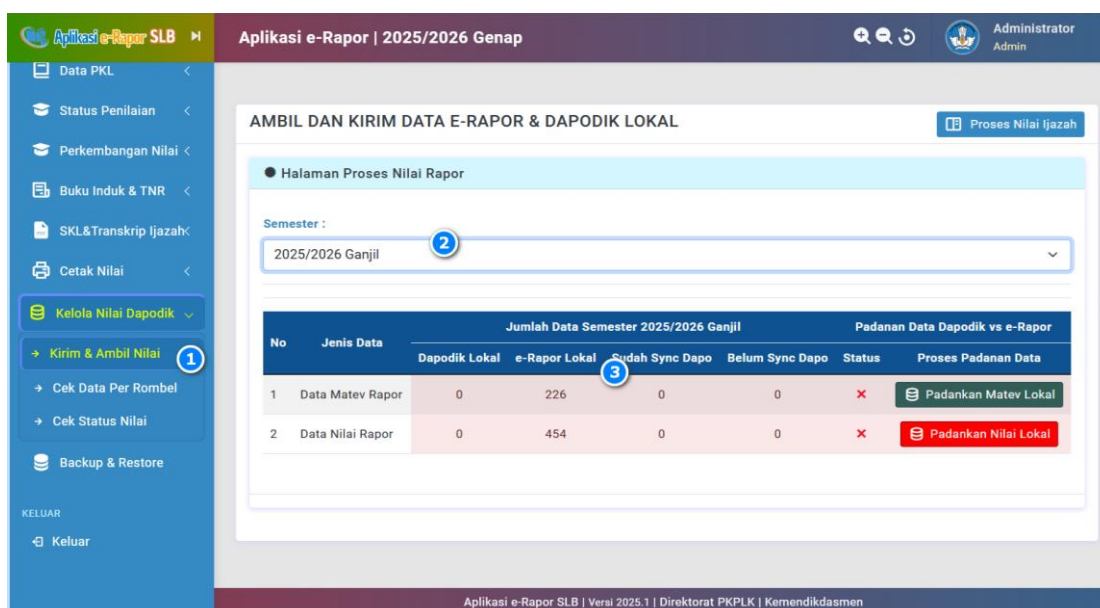 Aplikasi e-Rapor SLB
Aplikasi e-Rapor | 2025/2026 Genap
Administrator
Admin
Data PKL
Status Penilaian
Perkembangan Nilai
Buku Induk & TNR
SKL&Transkrip Ijazah
Cetak Nilai
Kelola Nilai Dapodik
Kirim & Ambil Nilai
1
Cek Data Per Rombel
Cek Status Nilai
Backup & Restore
KELUAR
Keluar
AMBIL DAN KIRIM DATA E-RAPOR & DAPODIK LOKAL
Proses Nilai Ijazah
Halaman Proses Nilai Rapor
Semester :
2
2025/2026 Ganjil
No Jenis Data Jumlah Data Semester 2025/2026 Ganjil Padanan Data Dapodik vs e-Rapor
Dapodik Lokal e-Rapor Lokal Sudah Sync Dapo Belum Sync Dapo Status Proses Padanan Data
3
1 Data Matev Rapor 0 226 0 0 Padankan Matev Lokal
2 Data Nilai Rapor 0 454 0 0 Padankan Nilai Lokal
Aplikasi e-Rapor SLB | Versi 2025.1 | Direktorat PKPLK | Kemendikdasmen